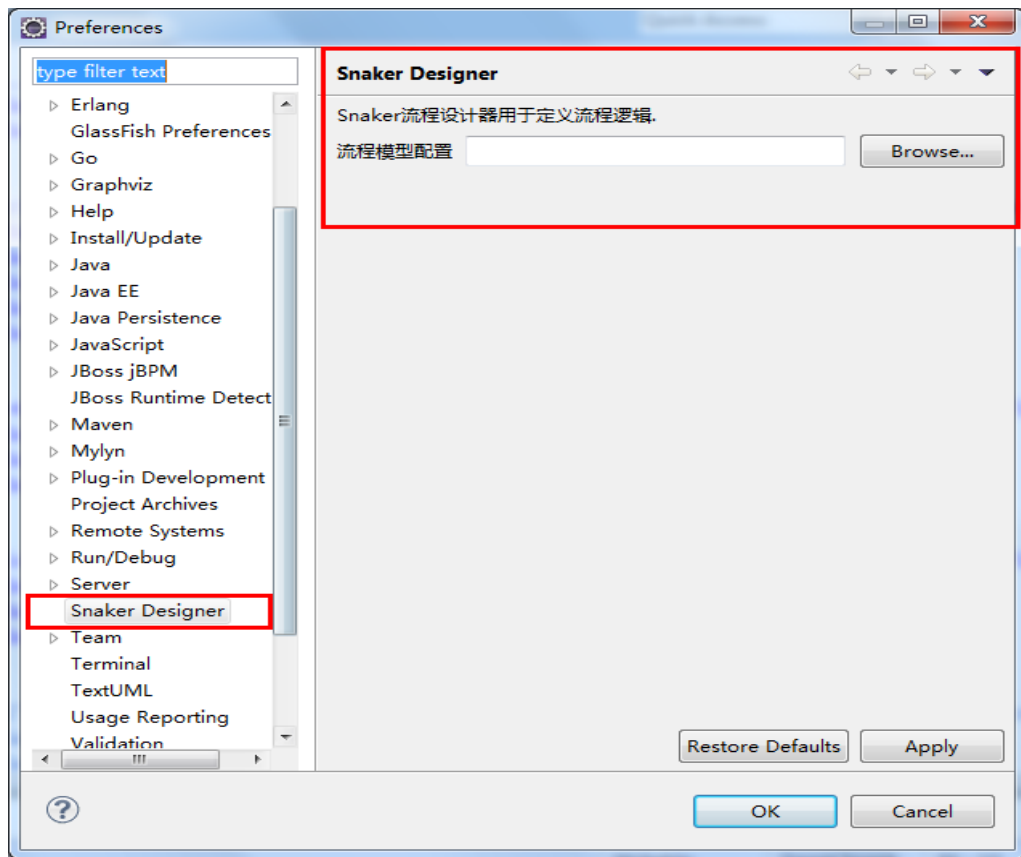 Preferences
type filter text
Erlang
GlassFish Preferences
Go
Graphviz
Help
Install/Update
Java
Java EE
Java Persistence
JavaScript
JBoss jBPM
JBoss Runtime Detect
Maven
Mylyn
Plug-in Development
Project Archives
Remote Systems
Run/Debug
Server
Snaker Designer
Team
Terminal
TextUML
Usage Reporting
Validation
Snaker Designer
Snaker流程设计器用于定义流程逻辑.
流程模型配置
Browse...
Restore Defaults
Apply
OK
Cancel